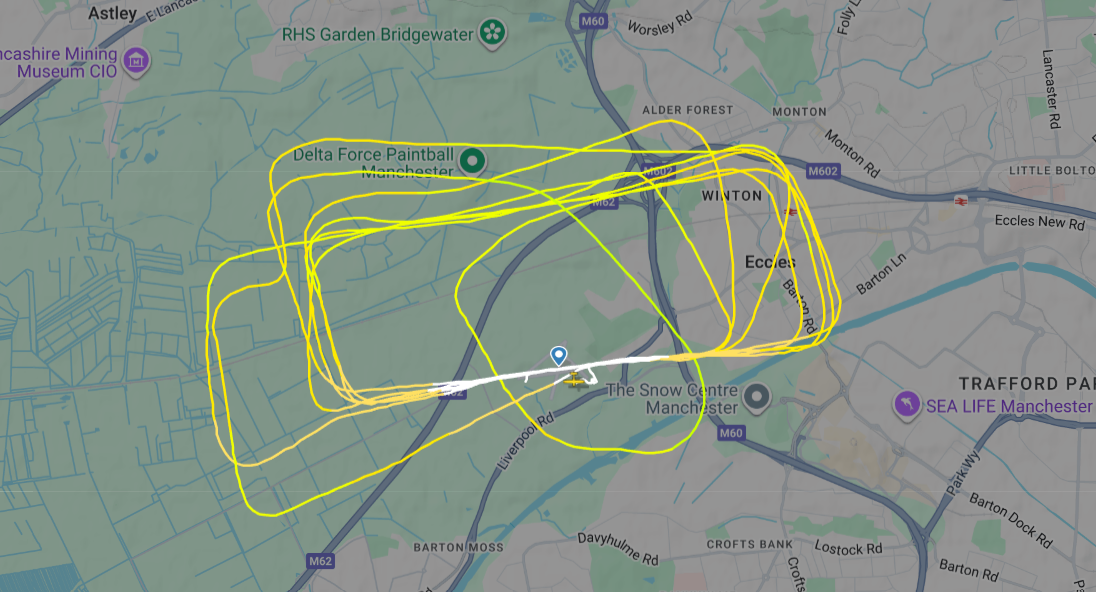 Astley
E Lanca
M60
Worsley Rd
Folly L
RHS Garden Bridgewater
ncashire Mining
Museum CIO
Lancaster Rd
ALDER FOREST
MONTON
Monton Rd
Delta Force Paintball
Manchester
M602
M602
LITTLE BOLTO
WINTON
M62
Eccles New Rd
Eccles
Barton Ln
Barton Rd
M62
The Snow Centre
Manchester
TRAFFORD PAR
SEA LIFE Manchester
Liverpool Rd
M60
Park Wy
Barton Dock Rd
BARTON MOSS
Davyhulme Rd
CROFTS BANK
Lostock Rd
M62
Crofts
Barton Rd
Pa